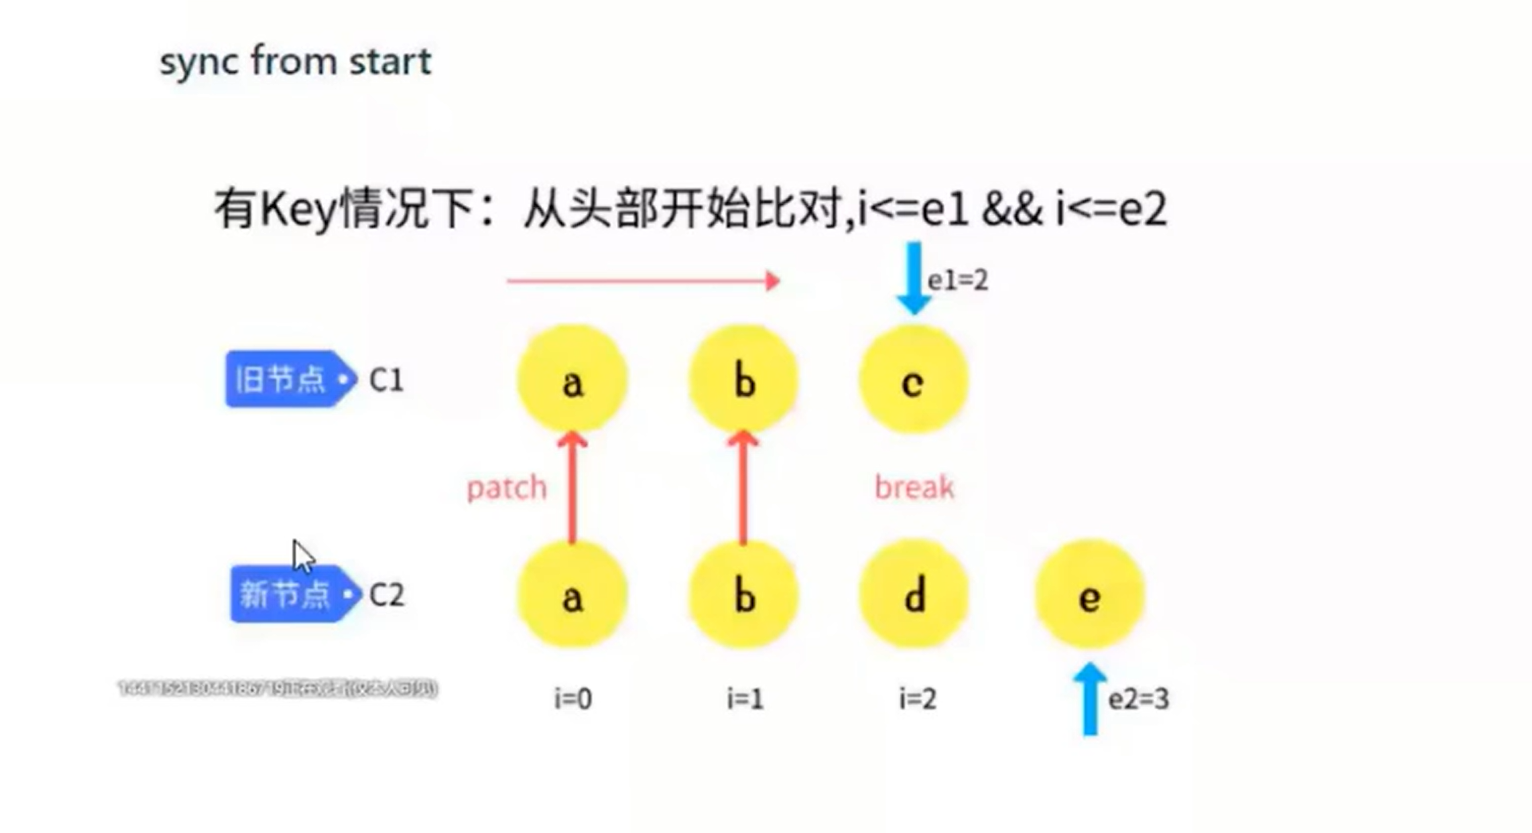 sync from start
有Key情况下：从头部开始比对,i<=e1 && i<=e2
e1=2
旧节点 C1 a b c
patch break
新节点 C2 a b d e
i=0 i=1 i=2 e2=3